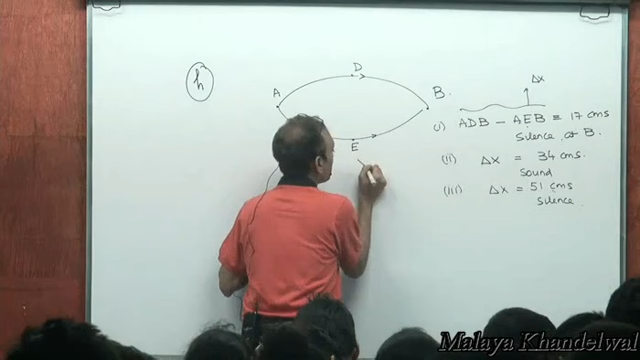 h
D
A
B.
E
Δx
(i) ADB - AEB = 17 cms
Silence at B.
(ii) Δx = 34 cms.
Sound
(iii) Δx = 51 cms
Silence.
Malaya Khandelwal